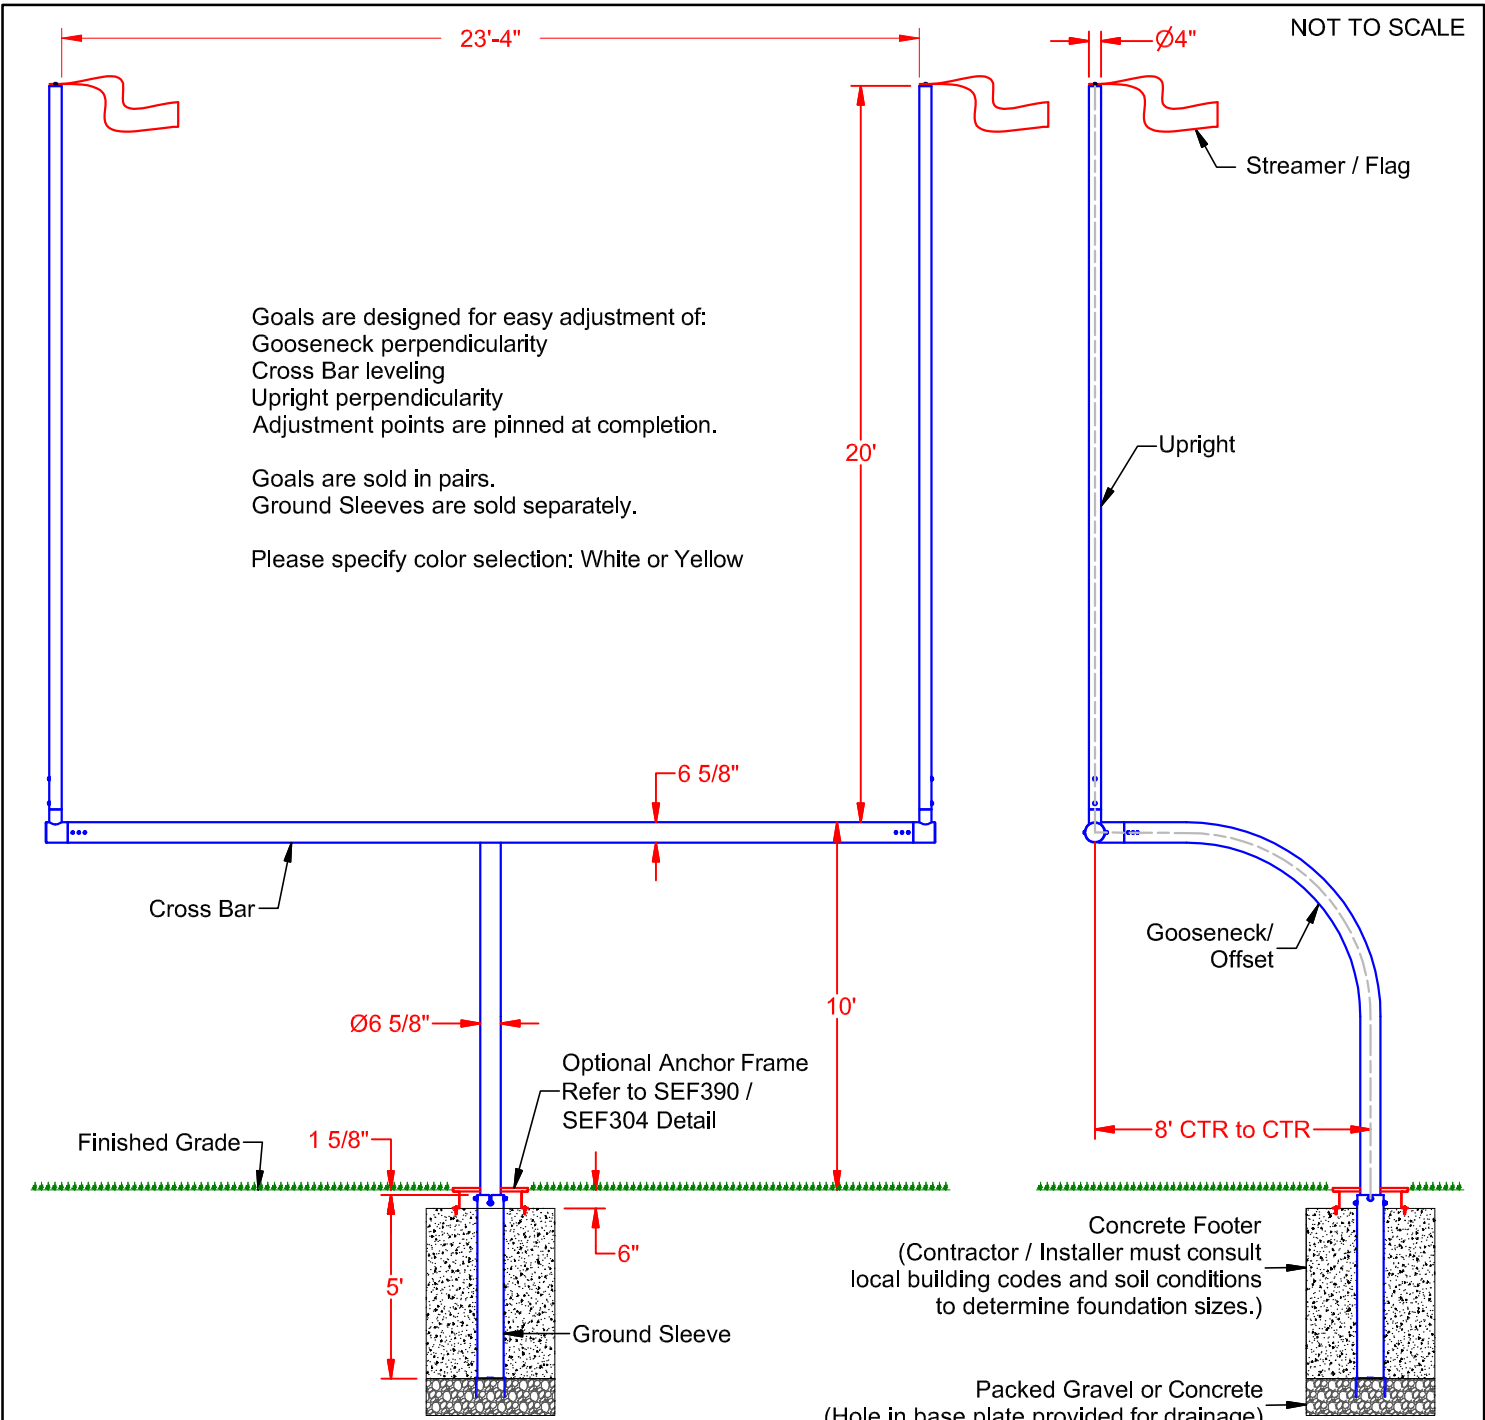 NOT TO SCALE
23'-4"
Ø4"
Streamer / Flag
Goals are designed for easy adjustment of:
Gooseneck perpendicularity
Cross Bar leveling
Upright perpendicularity
Adjustment points are pinned at completion.
Goals are sold in pairs.
Ground Sleeves are sold separately.
Please specify color selection: White or Yellow
20'
Upright
6 5/8"
Cross Bar
Gooseneck/
Offset
Ø6 5/8"
10'
Optional Anchor Frame
Refer to SEF390 /
SEF304 Detail
Finished Grade
1 5/8"
8' CTR to CTR
6"
5'
Ground Sleeve
Concrete Footer
(Contractor / Installer must consult
local building codes and soil conditions
to determine foundation sizes.)
Packed Gravel or Concrete
(Hole in base plate provided for drainage)